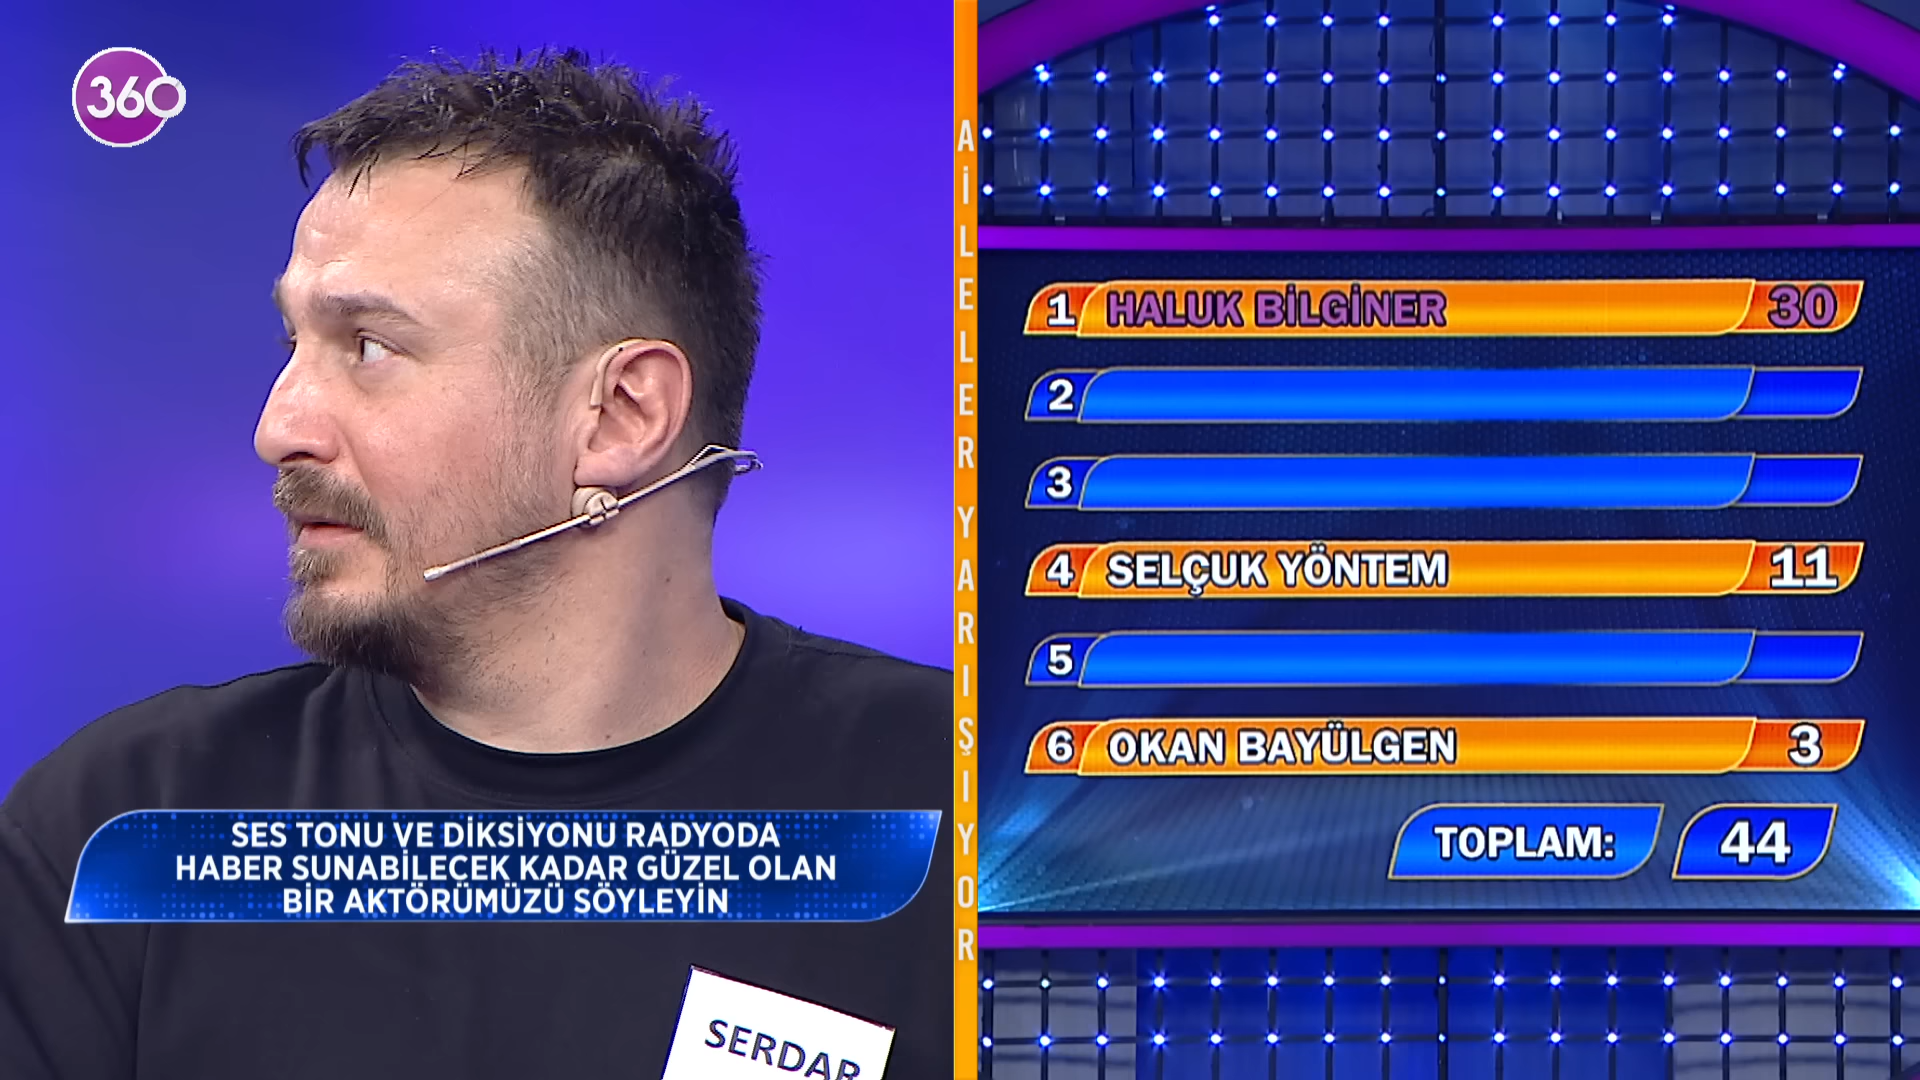 360
AİLELER YARIŞIYOR
1 HALUK BİLGİNER 30
2
3
4 SELÇUK YÖNTEM 11
5
6 OKAN BAYÜLGEN 3
TOPLAM: 44
SES TONU VE DİKSİYONU RADYODA
HABER SUNABİLECEK KADAR GÜZEL OLAN
BİR AKTÖRÜMÜZÜ SÖYLEYİN
SERDAR